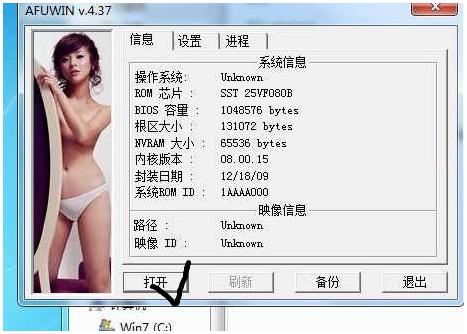 AFUWIN v.4.37
信息 设置 进程
系统信息
操作系统: Unknown
ROM 芯片 : SST 25VF080B
BIOS 容量 : 1048576 bytes
根区大小 : 131072 bytes
NVRAM 大小 : 65536 bytes
内核版本 : 08.00.15
封装日期 : 12/18/09
系统ROM ID : 1AAAA000
映像信息
路径 : Unknown
映像 ID : Unknown
打开 刷新 备份 退出
计算机
Win7 (C:)